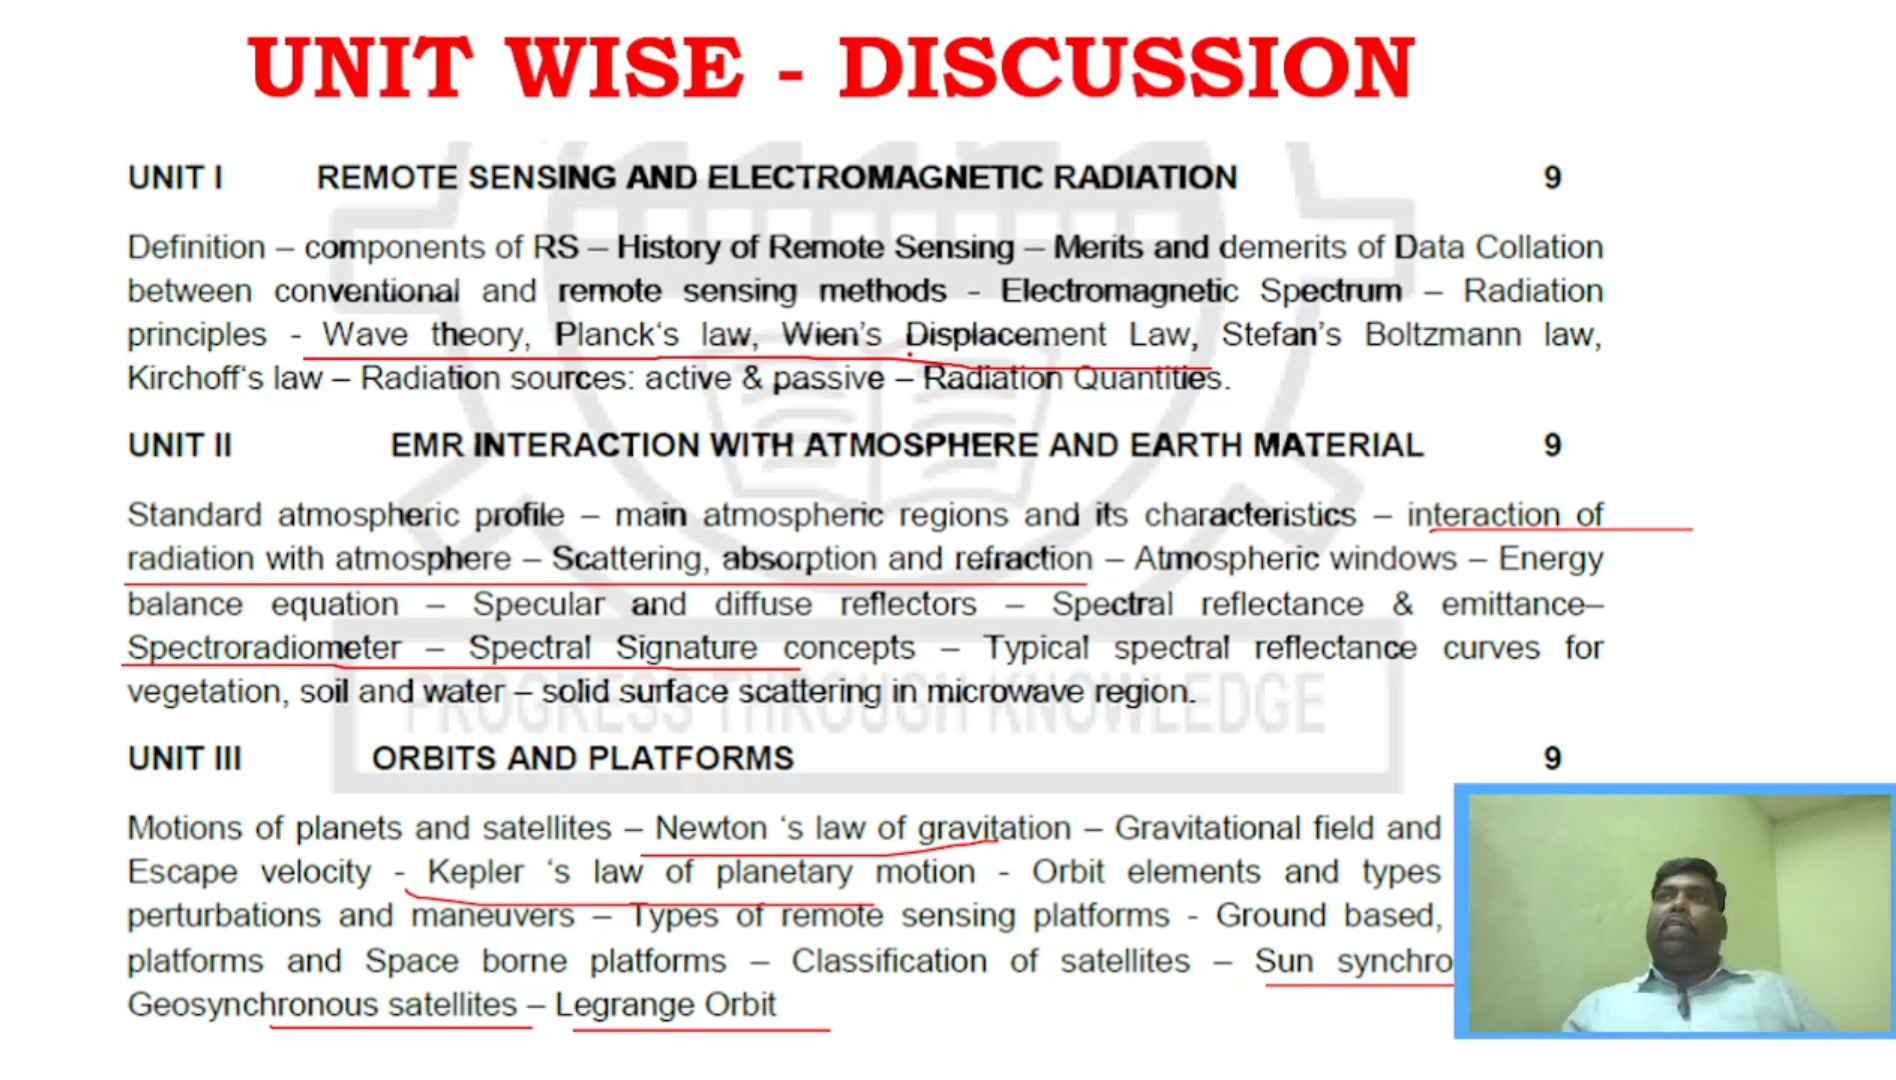 UNIT WISE - DISCUSSION
UNIT I REMOTE SENSING AND ELECTROMAGNETIC RADIATION 9
Definition – components of RS – History of Remote Sensing – Merits and demerits of Data Collation
between conventional and remote sensing methods - Electromagnetic Spectrum – Radiation
principles - Wave theory, Planck‘s law, Wien’s Displacement Law, Stefan’s Boltzmann law,
Kirchoff‘s law – Radiation sources: active & passive – Radiation Quantities.
UNIT II EMR INTERACTION WITH ATMOSPHERE AND EARTH MATERIAL 9
Standard atmospheric profile – main atmospheric regions and its characteristics – interaction of
radiation with atmosphere – Scattering, absorption and refraction – Atmospheric windows – Energy
balance equation – Specular and diffuse reflectors – Spectral reflectance & emittance–
Spectroradiometer – Spectral Signature concepts – Typical spectral reflectance curves for
vegetation, soil and water – solid surface scattering in microwave region.
PROGRESS THROUGH KNOWLEDGE
UNIT III ORBITS AND PLATFORMS 9
Motions of planets and satellites – Newton ‘s law of gravitation – Gravitational field and
Escape velocity - Kepler ‘s law of planetary motion - Orbit elements and types
perturbations and maneuvers – Types of remote sensing platforms - Ground based,
platforms and Space borne platforms – Classification of satellites – Sun synchro
Geosynchronous satellites – Legrange Orbit